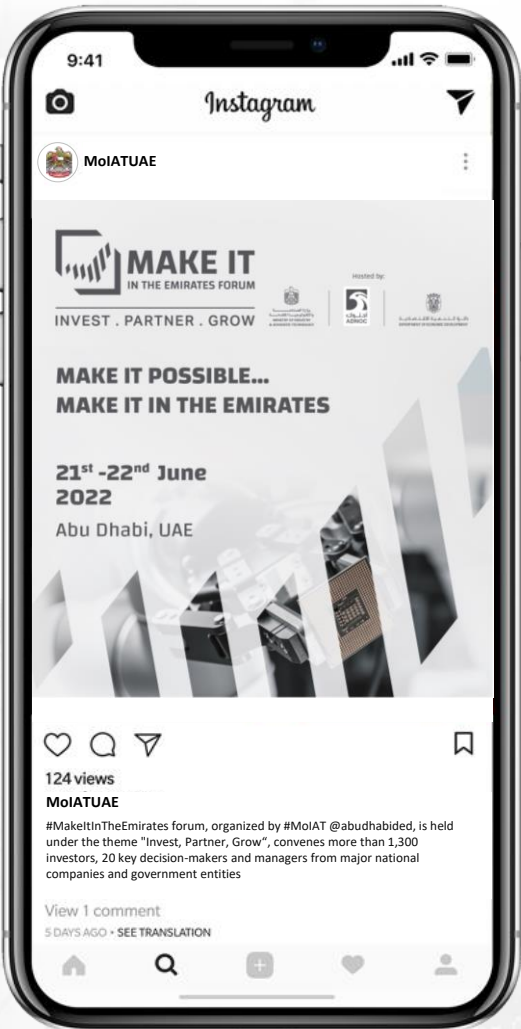 9:41
Instagram
MoIATUAE
MAKE IT
IN THE EMIRATES FORUM
INVEST . PARTNER . GROW
Hosted by:
ADNOC
MAKE IT POSSIBLE...
MAKE IT IN THE EMIRATES
21st -22nd June
2022
Abu Dhabi, UAE
124 views
MoIATUAE
#MakeItInTheEmirates forum, organized by #MoIAT @abudhabided, is held
under the theme "Invest, Partner, Grow“, convenes more than 1,300
investors, 20 key decision-makers and managers from major national
companies and government entities
View 1 comment
5 DAYS AGO • SEE TRANSLATION